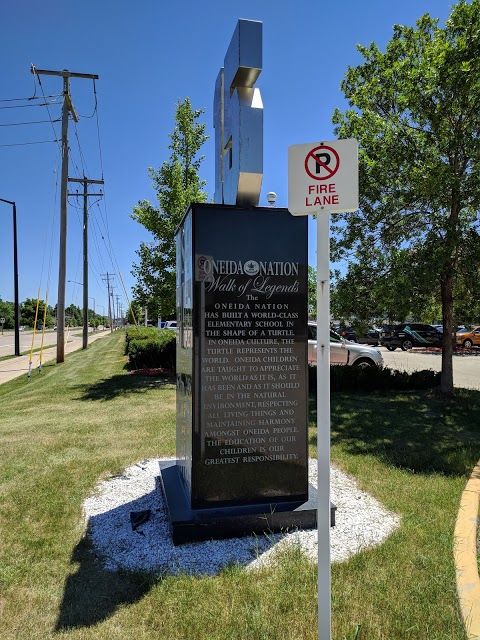 P
FIRE
LANE
ONEIDA NATION
Walk of Legends
The
ONEIDA NATION
HAS BUILT A WORLD-CLASS
ELEMENTARY SCHOOL IN
THE SHAPE OF A TURTLE.
IN ONEIDA CULTURE, THE
TURTLE REPRESENTS THE
WORLD. ONEIDA CHILDREN
ARE TAUGHT TO APPRECIATE
THE WORLD AS IT IS, AS IT
HAS BEEN AND AS IT SHOULD
BE IN THE NATURAL
ENVIRONMENT, RESPECTING
ALL LIVING THINGS AND
MAINTAINING HARMONY
AMONGST ONEIDA PEOPLE.
THE EDUCATION OF OUR
CHILDREN IS OUR
GREATEST RESPONSIBILITY.